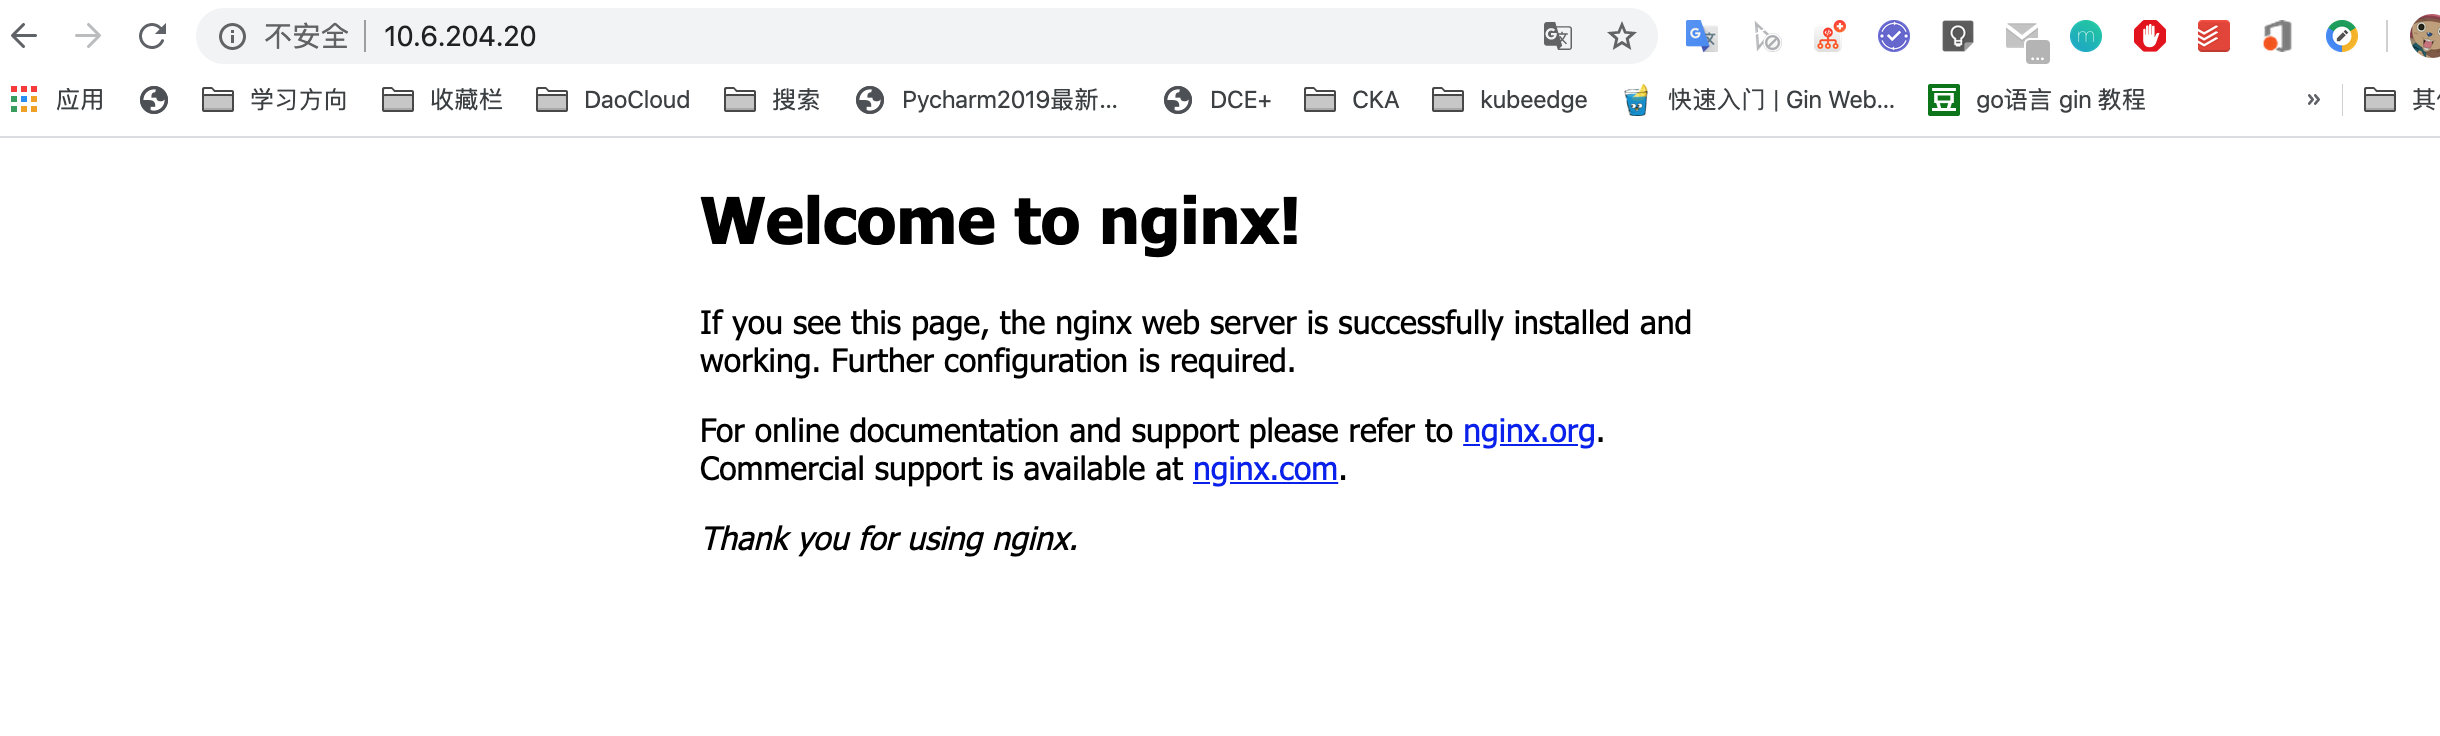 不安全 10.6.204.20
应用 学习方向 收藏栏 DaoCloud 搜索 Pycharm2019最新... DCE+ CKA kubeedge 快速入门 | Gin Web... go语言 gin 教程 »
Welcome to nginx!
If you see this page, the nginx web server is successfully installed and
working. Further configuration is required.
For online documentation and support please refer to nginx.org.
Commercial support is available at nginx.com.
Thank you for using nginx.